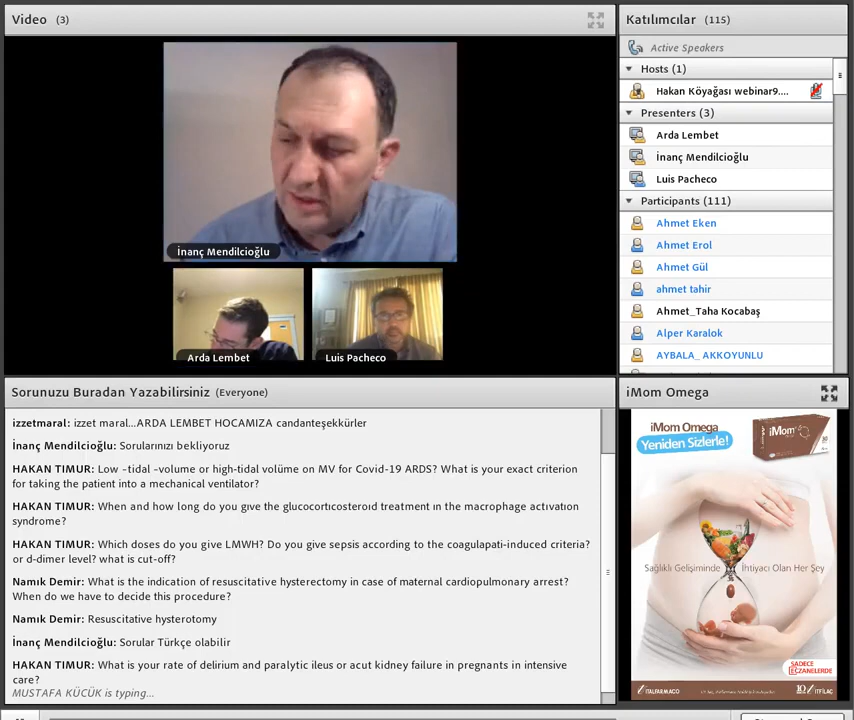 Video (3)
İnanç Mendilcioğlu
Arda Lembet
Luis Pacheco
Katılımcılar (115)
Active Speakers
Hosts (1)
Hakan Köyağası webinar9....
Presenters (3)
Arda Lembet
İnanç Mendilcioğlu
Luis Pacheco
Participants (111)
Ahmet Eken
Ahmet Erol
Ahmet Gül
ahmet tahir
Ahmet_Taha Kocabaş
Alper Karalok
AYBALA_ AKKOYUNLU
Sorunuzu Buradan Yazabilirsiniz (Everyone)
izzetmaral: izzet maral...ARDA LEMBET HOCAMIZA candanteşekkürler
İnanç Mendilcioğlu: Sorularınızı bekliyoruz
HAKAN TIMUR: Low -tidal -volume or high-tidal volüme on MV for Covid-19 ARDS? What is your exact criterion
for taking the patient into a mechanical ventilator?
HAKAN TIMUR: When and how long do you gıve the glucocortıcosteroıd treatment ın the macrophage actıvatıon
syndrome?
HAKAN TIMUR: Which doses do you give LMWH? Do you give sepsis according to the coagulapati-induced criteria?
or d-dimer level? what is cut-off?
Namık Demir: What is the indication of resuscitative hysterectomy in case of maternal cardiopulmonary arrest?
When do we have to decide this procedure?
Namık Demir: Resuscitative hysterotomy
İnanç Mendilcioğlu: Sorular Türkçe olabilir
HAKAN TIMUR: What is your rate of delirium and paralytic ileus or acut kidney failure in pregnants in intensive
care?
MUSTAFA KÜCÜK is typing...
iMom Omega
iMom Omega
Yeniden Sizlerle!
iMom
Sağlıklı Gelişiminde İhtiyacı Olan Her Şey
SADECE
ECZANELERDE
ITALFARMACO
İTFİLAÇ